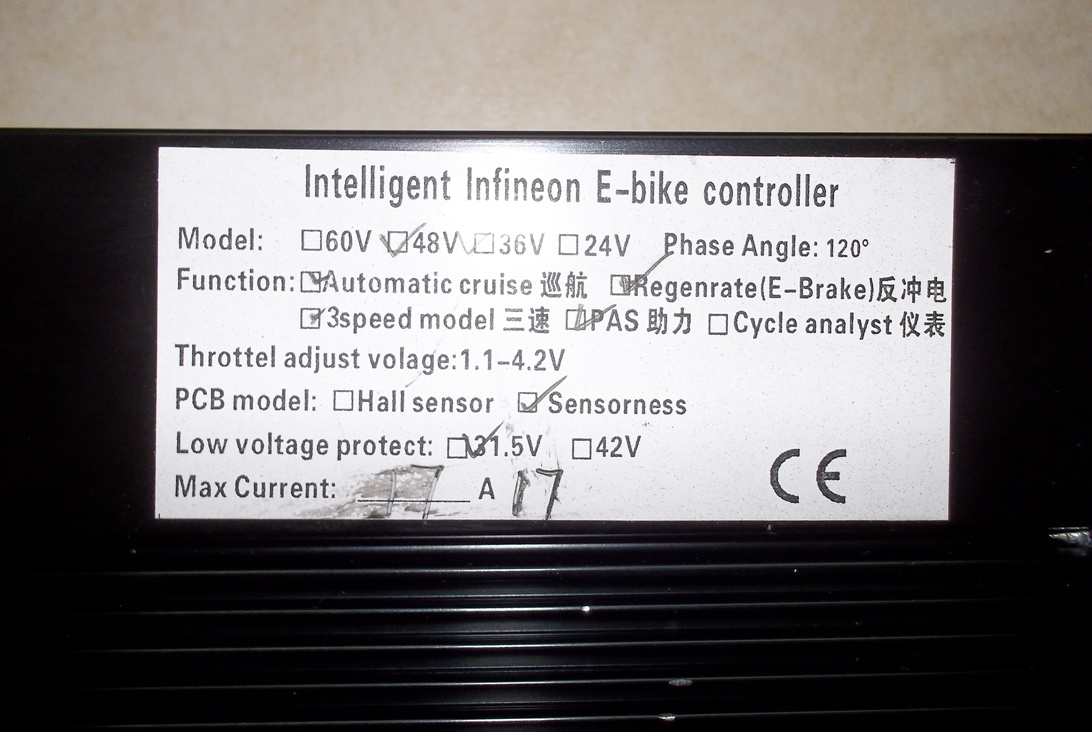 Intelligent Infineon E-bike controller
Model: ☑48V ☐60V ☐36V ☐24V Phase Angle: 120°
Function: ☑Automatic cruise 巡航 ☑Regenrate(E-Brake)反冲电
☑3speed model 三速 ☑PAS 助力 ☐Cycle analyst 仪表
Throttel adjust volage:1.1-4.2V
PCB model: ☐Hall sensor ☑Sensorness
Low voltage protect: ☑31.5V ☐42V
Max Current: A 17
CE